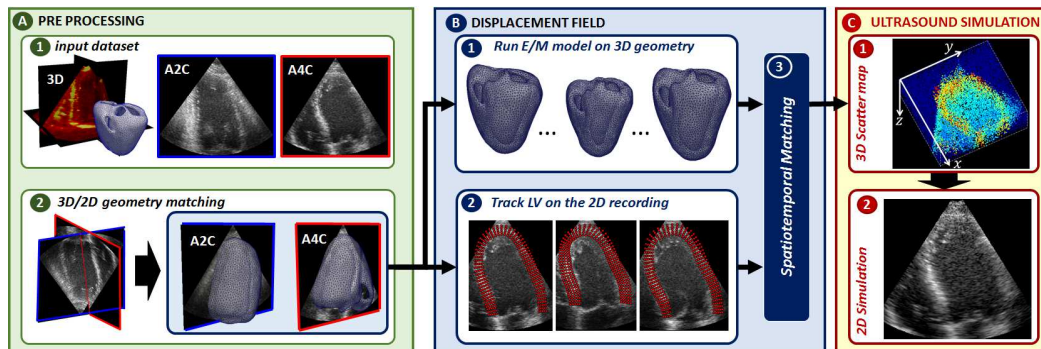 A PRE PROCESSING
1 input dataset
3D
A2C
A4C
2 3D/2D geometry matching
A2C
A4C
B DISPLACEMENT FIELD
1 Run E/M model on 3D geometry
... ...
2 Track LV on the 2D recording
3
Spatiotemporal Matching
C ULTRASOUND SIMULATION
1
3D Scatter map
y
z
x
2
2D Simulation